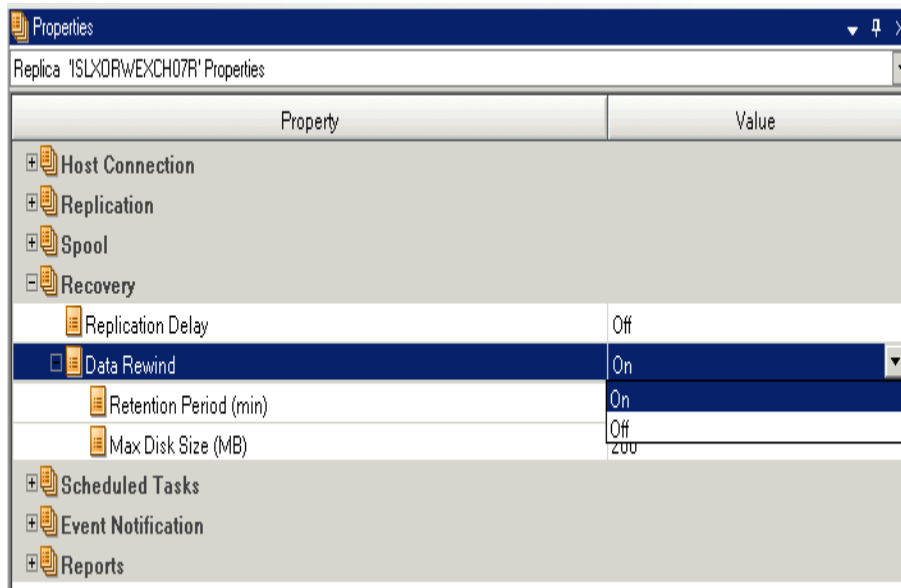 Properties
Replica 'ISLXORWEXCH07R' Properties
Property Value
Host Connection
Replication
Spool
Recovery
Replication Delay Off
Data Rewind On
Retention Period (min) On
Off
Max Disk Size (MB) 200
Scheduled Tasks
Event Notification
Reports